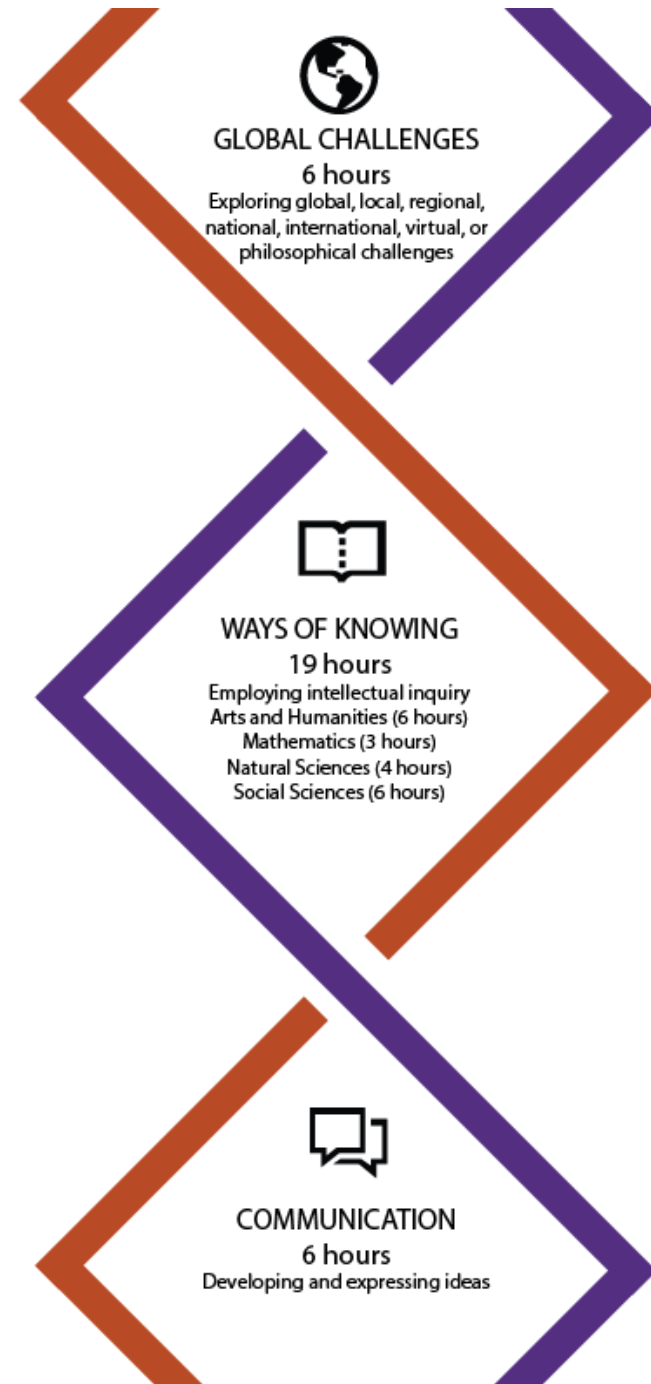 GLOBAL CHALLENGES
6 hours
Exploring global, local, regional,
national, international, virtual, or
philosophical challenges
WAYS OF KNOWING
19 hours
Employing intellectual inquiry
Arts and Humanities (6 hours)
Mathematics (3 hours)
Natural Sciences (4 hours)
Social Sciences (6 hours)
COMMUNICATION
6 hours
Developing and expressing ideas